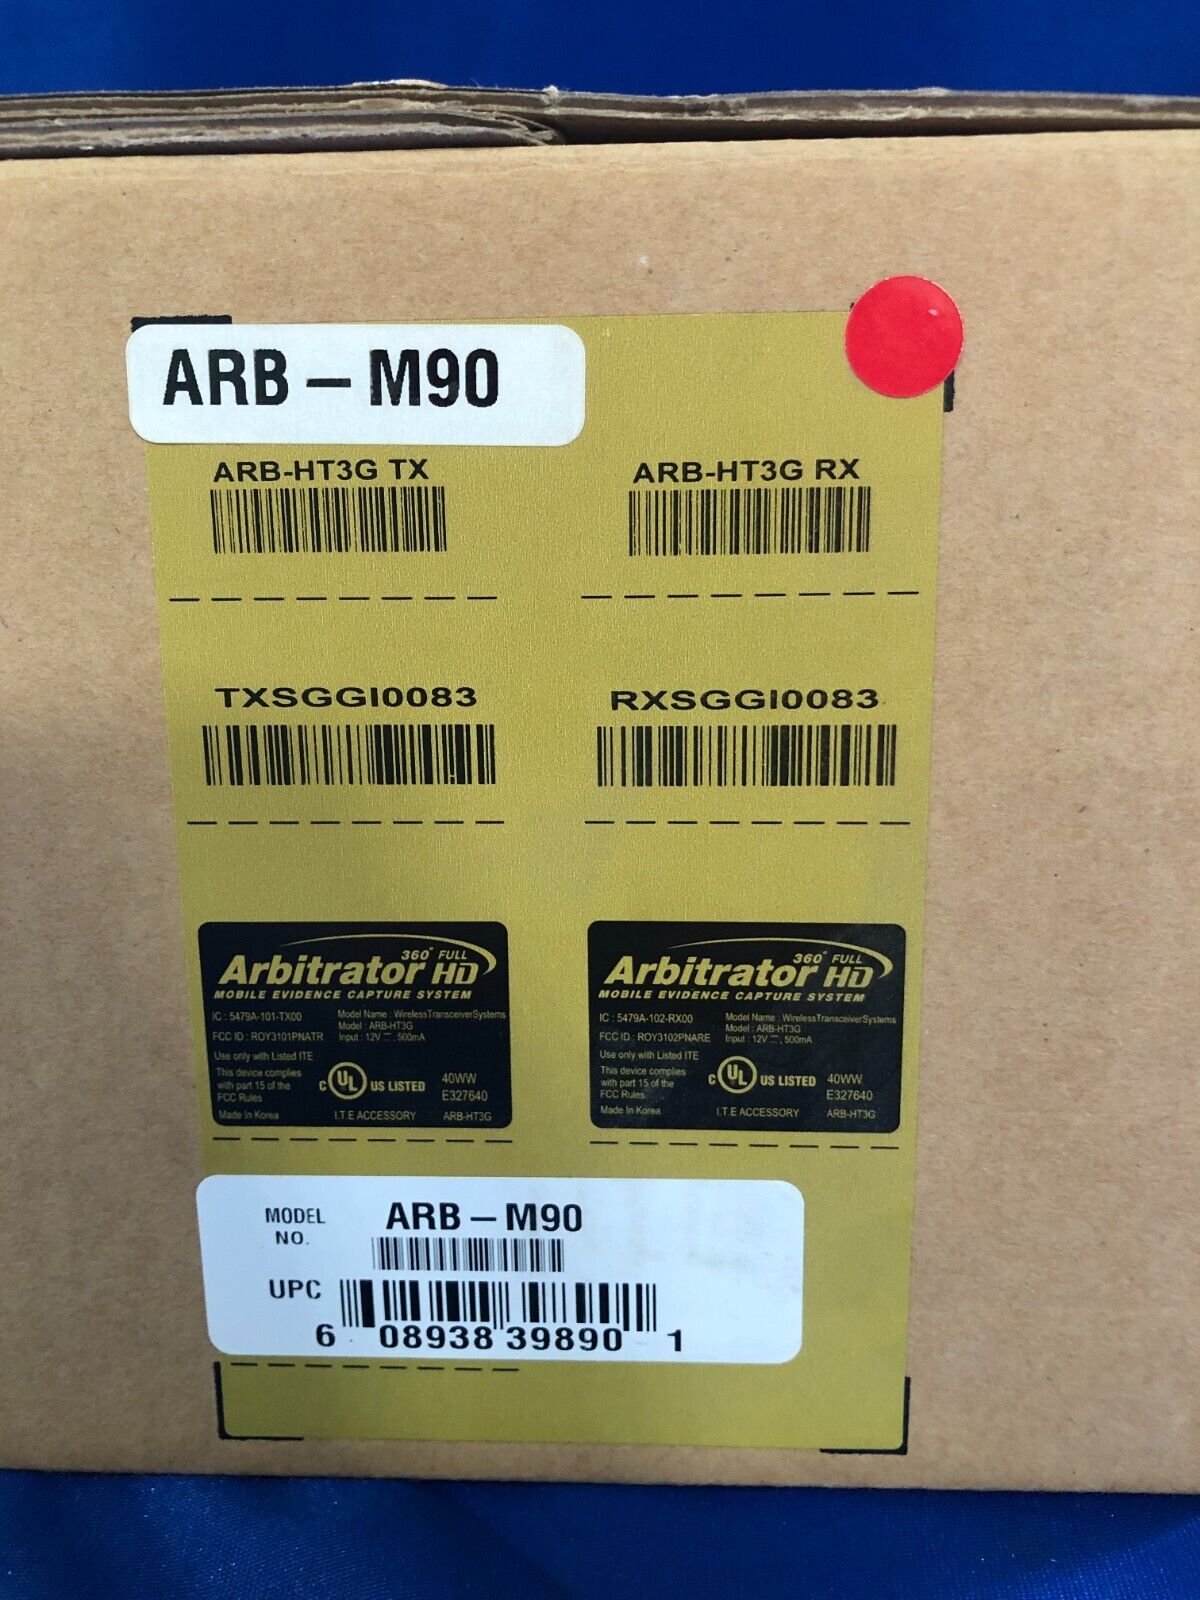 ARB – M90
ARB-HT3G TX
ARB-HT3G RX
TXSGGI0083
RXSGGI0083
360° FULL
Arbitrator HD
MOBILE EVIDENCE CAPTURE SYSTEM
IC : 5479A-101-TX00
Model Name : WirelessTransceiverSystems
Model : ARB-HT3G
FCC ID : ROY3101PNATR
Input : 12V ⎓, 500mA
Use only with Listed ITE
This device complies
with part 15 of the
FCC Rules
C UL US LISTED
40WW
E327640
Made In Korea
I.T.E ACCESSORY
ARB-HT3G
360° FULL
Arbitrator HD
MOBILE EVIDENCE CAPTURE SYSTEM
IC : 5479A-102-RX00
Model Name : WirelessTransceiverSystems
Model : ARB-HT3G
FCC ID : ROY3102PNARE
Input : 12V ⎓, 500mA
Use only with Listed ITE
This device complies
with part 15 of the
FCC Rules
C UL US LISTED
40WW
E327640
Made In Korea
I.T.E ACCESSORY
ARB-HT3G
MODEL
NO.
ARB – M90
UPC
6 08938 39890 1